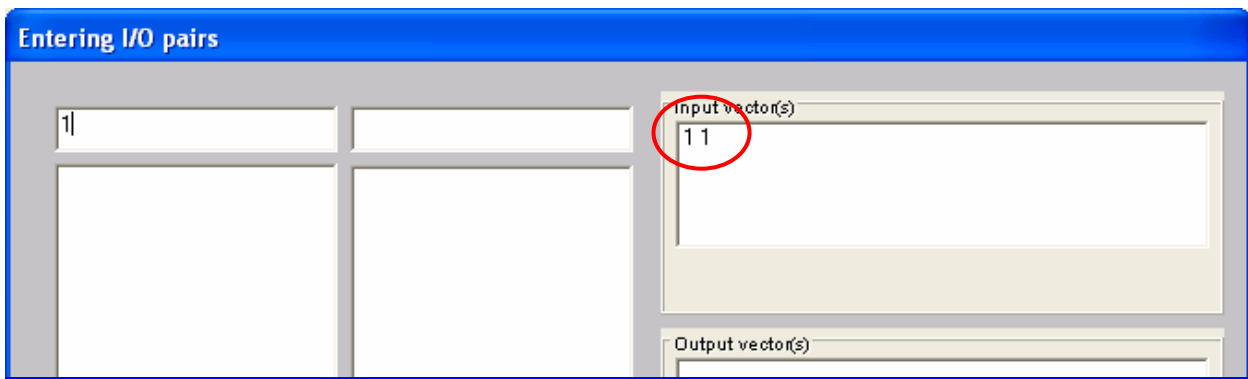 Entering I/O pairs
1
Input vector(s)
1 1
Output vector(s)